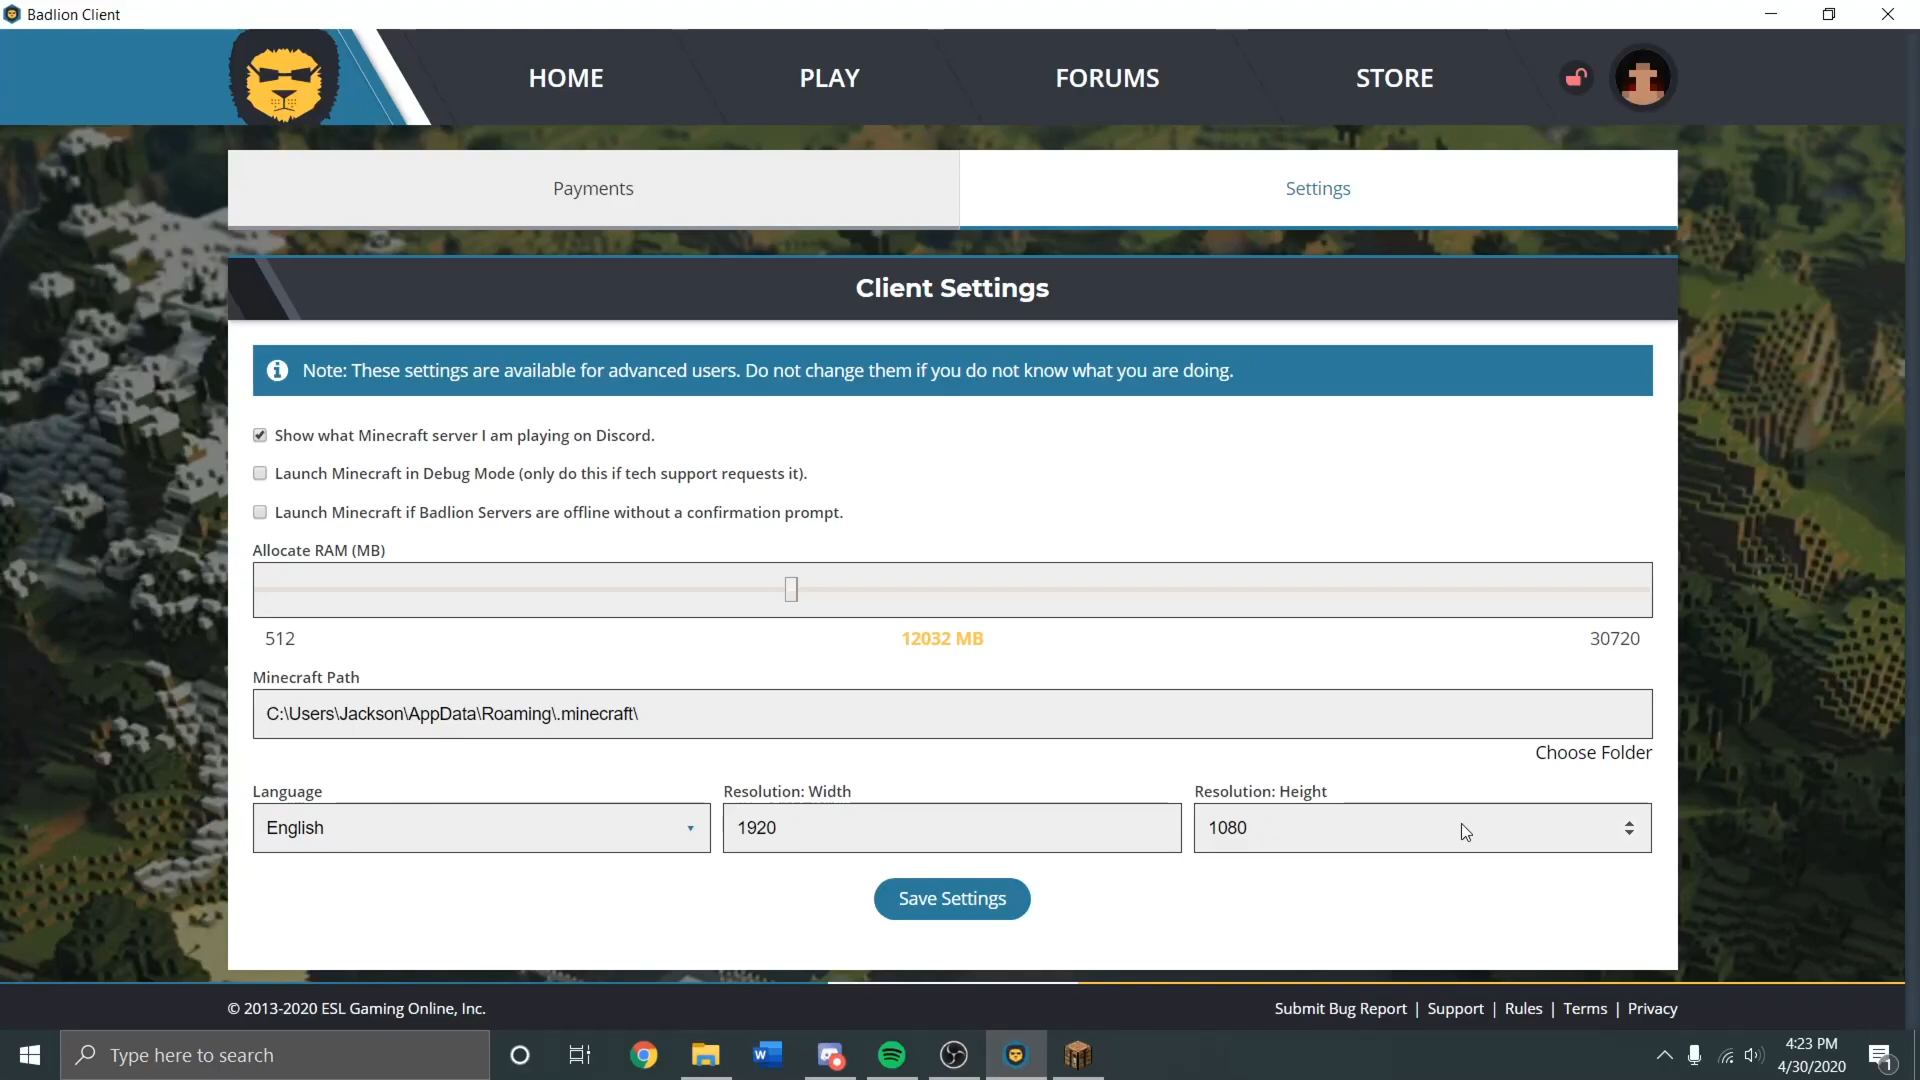 Badlion Client
HOME
PLAY
FORUMS
STORE
Payments
Settings
Client Settings
Note: These settings are available for advanced users. Do not change them if you do not know what you are doing.
Show what Minecraft server I am playing on Discord.
Launch Minecraft in Debug Mode (only do this if tech support requests it).
Launch Minecraft if Badlion Servers are offline without a confirmation prompt.
Allocate RAM (MB)
512
12032 MB
30720
Minecraft Path
C:\Users\Jackson\AppData\Roaming\.minecraft\
Choose Folder
Language
Resolution: Width
Resolution: Height
English
1920
1080
Save Settings
© 2013-2020 ESL Gaming Online, Inc.
Submit Bug Report | Support | Rules | Terms | Privacy
Type here to search
W
4:23 PM
4/30/2020
1